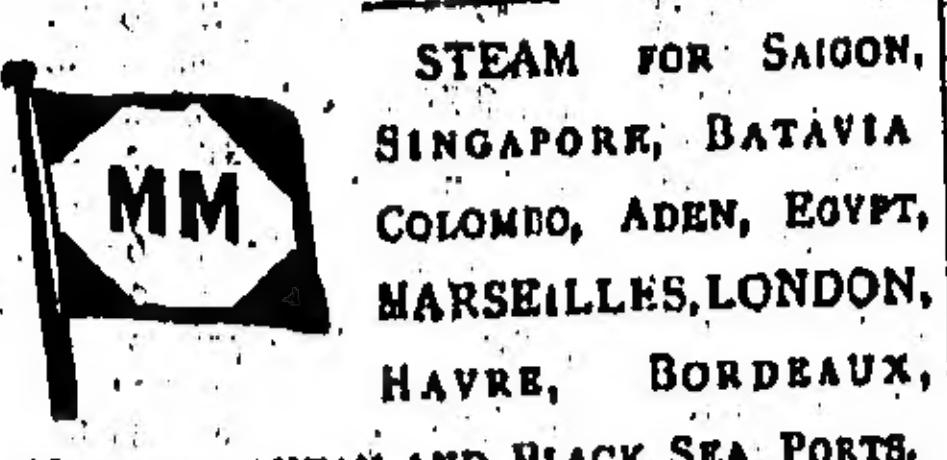 MM
STEAM FOR SAIGON,
SINGAPORE, BATAVIA
COLOMBO, ADEN, EGYPT,
MARSEILLES, LONDON,
HAVRE, BORDEAUX,
AND BLACK SEA PORTS.